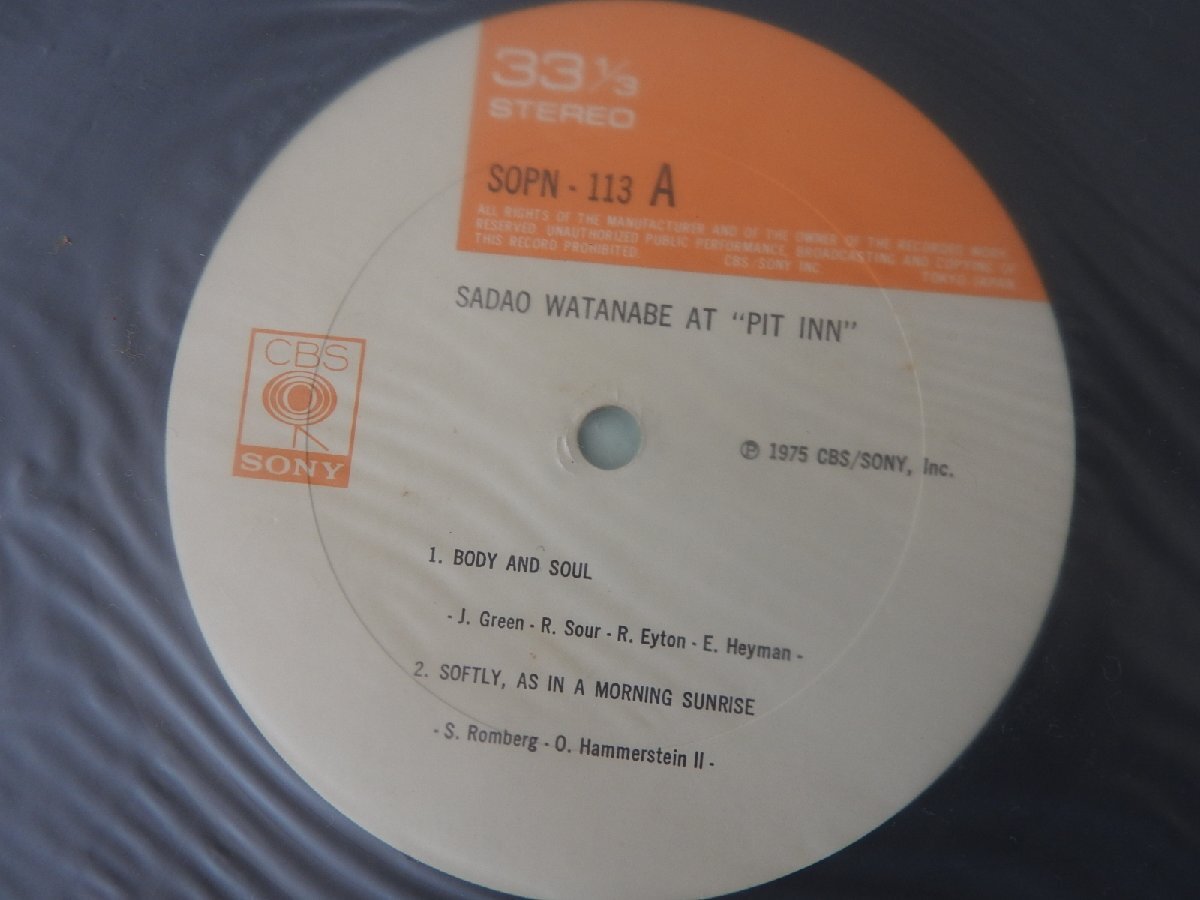 33 1/3
STEREO
SOPN - 113 A
ALL RIGHTS OF THE MANUFACTURER AND OF THE OWNER OF THE RECORDED WORK
RESERVED. UNAUTHORIZED PUBLIC PERFORMANCE, BROADCASTING AND COPYING OF
THIS RECORD PROHIBITED. CBS/SONY INC TOKYO JAPAN
SADAO WATANABE AT “PIT INN”
CBS
SONY
℗ 1975 CBS/SONY, Inc.
1. BODY AND SOUL
- J. Green - R. Sour - R. Eyton - E. Heyman -
2. SOFTLY, AS IN A MORNING SUNRISE
- S. Romberg - O. Hammerstein II -